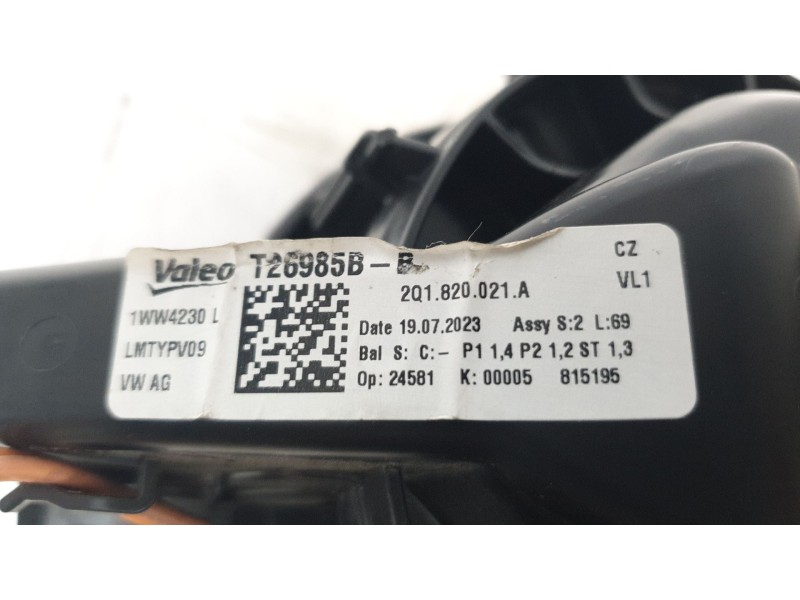 Valeo T26985B-B CZ
2Q1.820.021.A VL1
1WW4230 L
Date 19.07.2023 Assy S:2 L:69
LMTYPV09
Bal S: C:- P1 1,4 P2 1,2 ST 1,3
VW AG
Op: 24581 K: 00005 815195